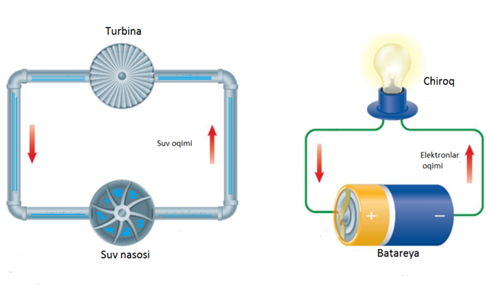 Turbina
Suv oqimi
Suv nasosi
Chiroq
Elektronlar
oqimi
+ −
Batareya